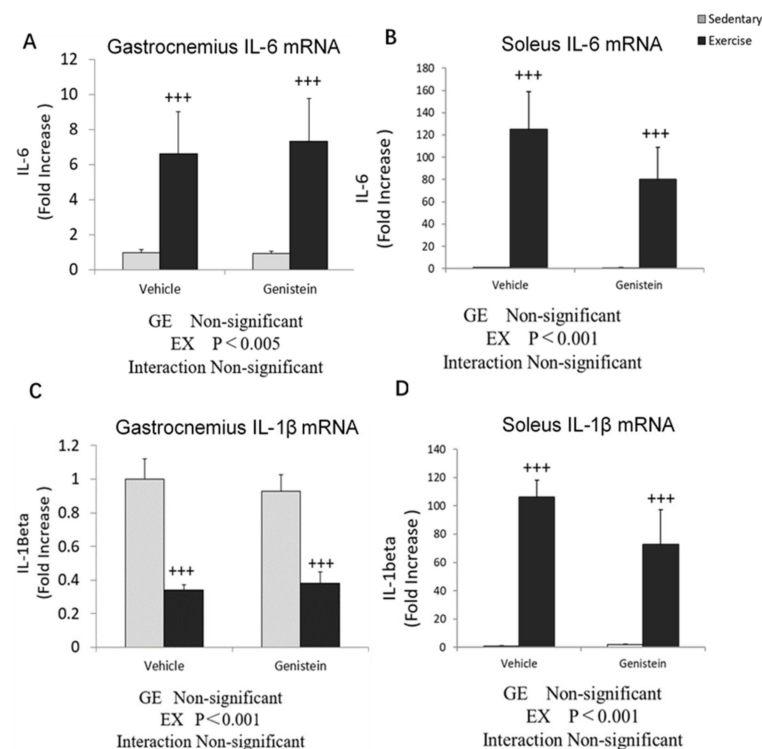 Sedentary
Exercise
A
Gastrocnemius IL-6 mRNA
IL-6
(Fold Increase )
12
10
8
6
4
2
0
+++
+++
Vehicle
Genistein
GE Non-significant
EX P < 0.005
Interaction Non-significant
B
Soleus IL-6 mRNA
IL-6
(Fold Increase )
180
160
140
120
100
80
60
40
20
0
+++
+++
Vehicle
Genistein
GE Non-significant
EX P < 0.001
Interaction Non-significant
C
Gastrocnemius IL-1β mRNA
IL-1Beta
(Fold Increase )
1.2
1
0.8
0.6
0.4
0.2
0
+++
+++
Vehicle
Genistein
GE Non-significant
EX P < 0.001
Interaction Non-significant
D
Soleus IL-1β mRNA
IL-1beta
(Fold Increase )
140
120
100
80
60
40
20
0
+++
+++
Vehicle
Genistein
GE Non-significant
EX P < 0.001
Interaction Non-significant